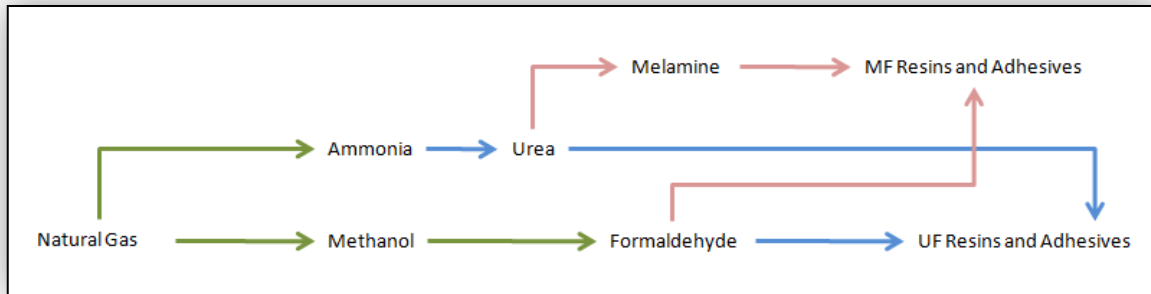 Melamine
MF Resins and Adhesives
Ammonia
Urea
Natural Gas
Methanol
Formaldehyde
UF Resins and Adhesives